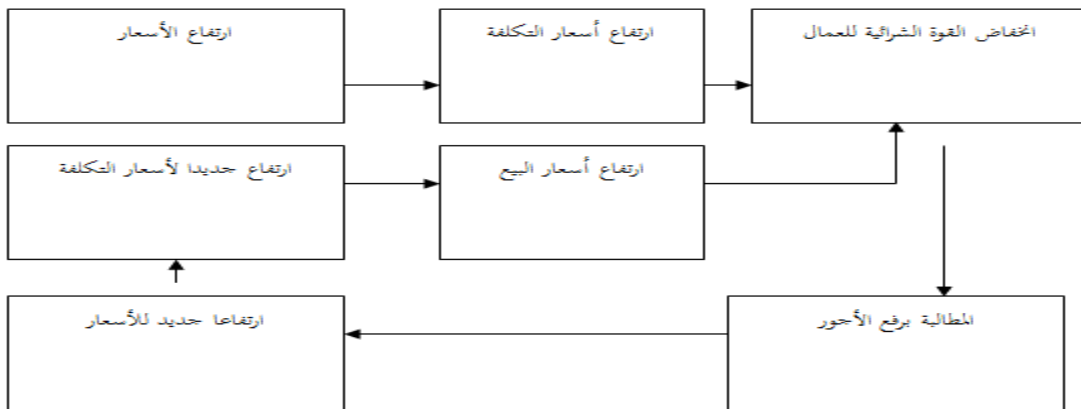 ارتفاع الأسعار
ارتفاع أسعار التكلفة
انخفاض القوة الشرائية للعمال
ارتفاع جديدا لأسعار التكلفة
ارتفاع أسعار البيع
ارتفاعا جديد للأسعار
المطالبة برفع الأجور